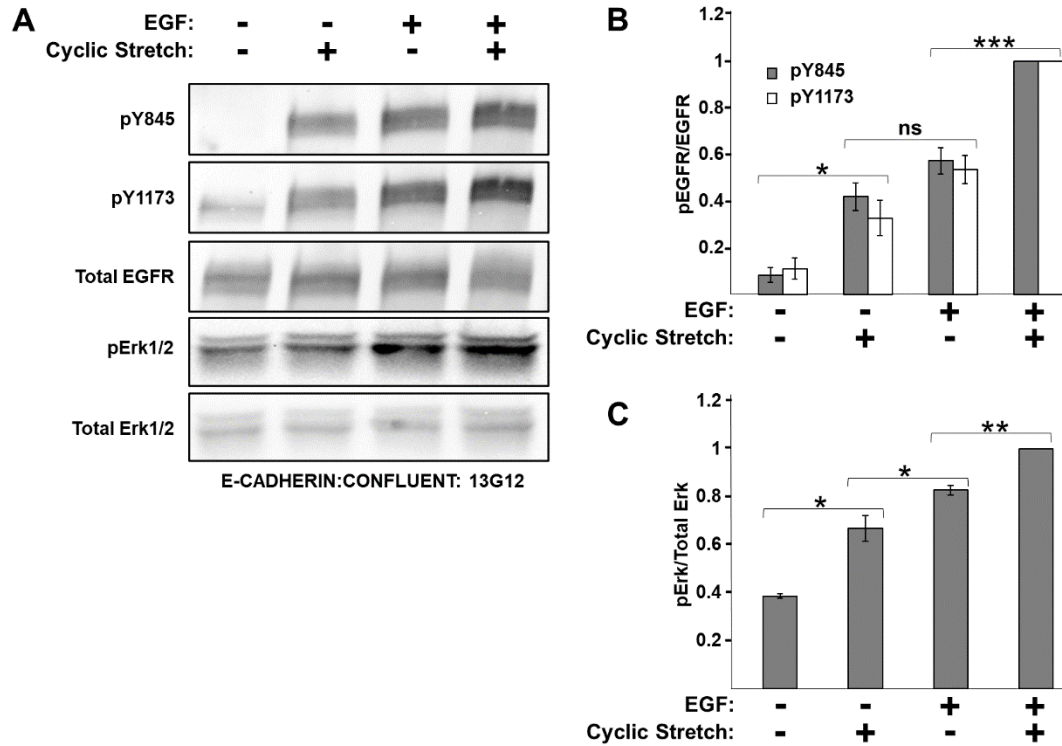 A
EGF: - - + +
Cyclic Stretch: - + - +
pY845
pY1173
Total EGFR
pErk1/2
Total Erk1/2
E-CADHERIN:CONFLUENT: 13G12
B
pEGFR/EGFR
1.2
1
0.8
0.6
0.4
0.2
pY845
pY1173
*
ns
***
EGF: - - + +
Cyclic Stretch: - + - +
C
pErk/Total Erk
1.2
1
0.8
0.6
0.4
0.2
*
*
**
EGF: - - + +
Cyclic Stretch: - + - +